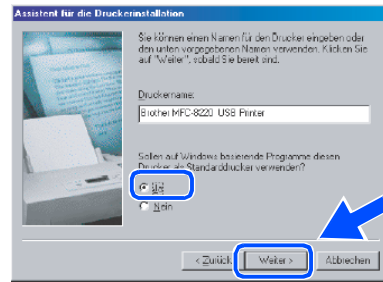 Assistent für die Druckerinstallation
Sie können einen Namen für den Drucker eingeben oder
den unten vorgegebenen Namen verwenden. Klicken Sie
auf "Weiter", sobald Sie bereit sind.
Druckername:
Brother MFC-8220 USB Printer
Sollen auf Windows basierende Programme diesen
Drucker als Standarddrucker verwenden?
Ja
Nein
< Zurück
Weiter >
Abbrechen